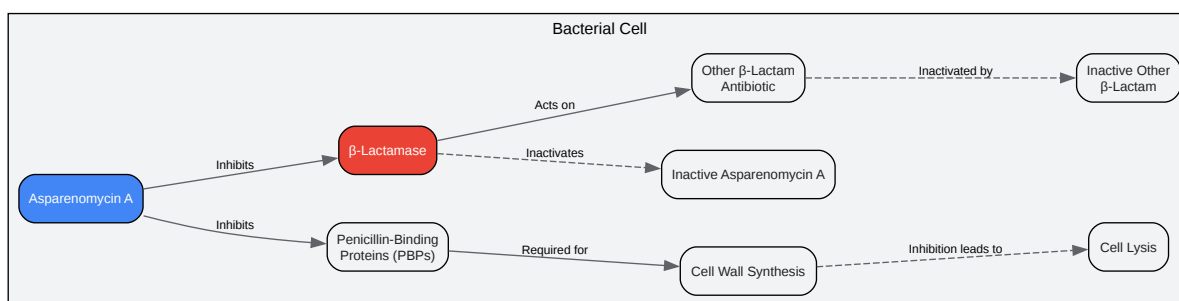 Bacterial Cell
Other β-Lactam
Antibiotic
Inactivated by
Inactive Other
β-Lactam
Acts on
β-Lactamase
Inactivates
Inhibits
Inactive Asparenomycin A
Asparenomycin A
Inhibits
Penicillin-Binding
Proteins (PBPs)
Required for
Cell Wall Synthesis
Inhibition leads to
Cell Lysis